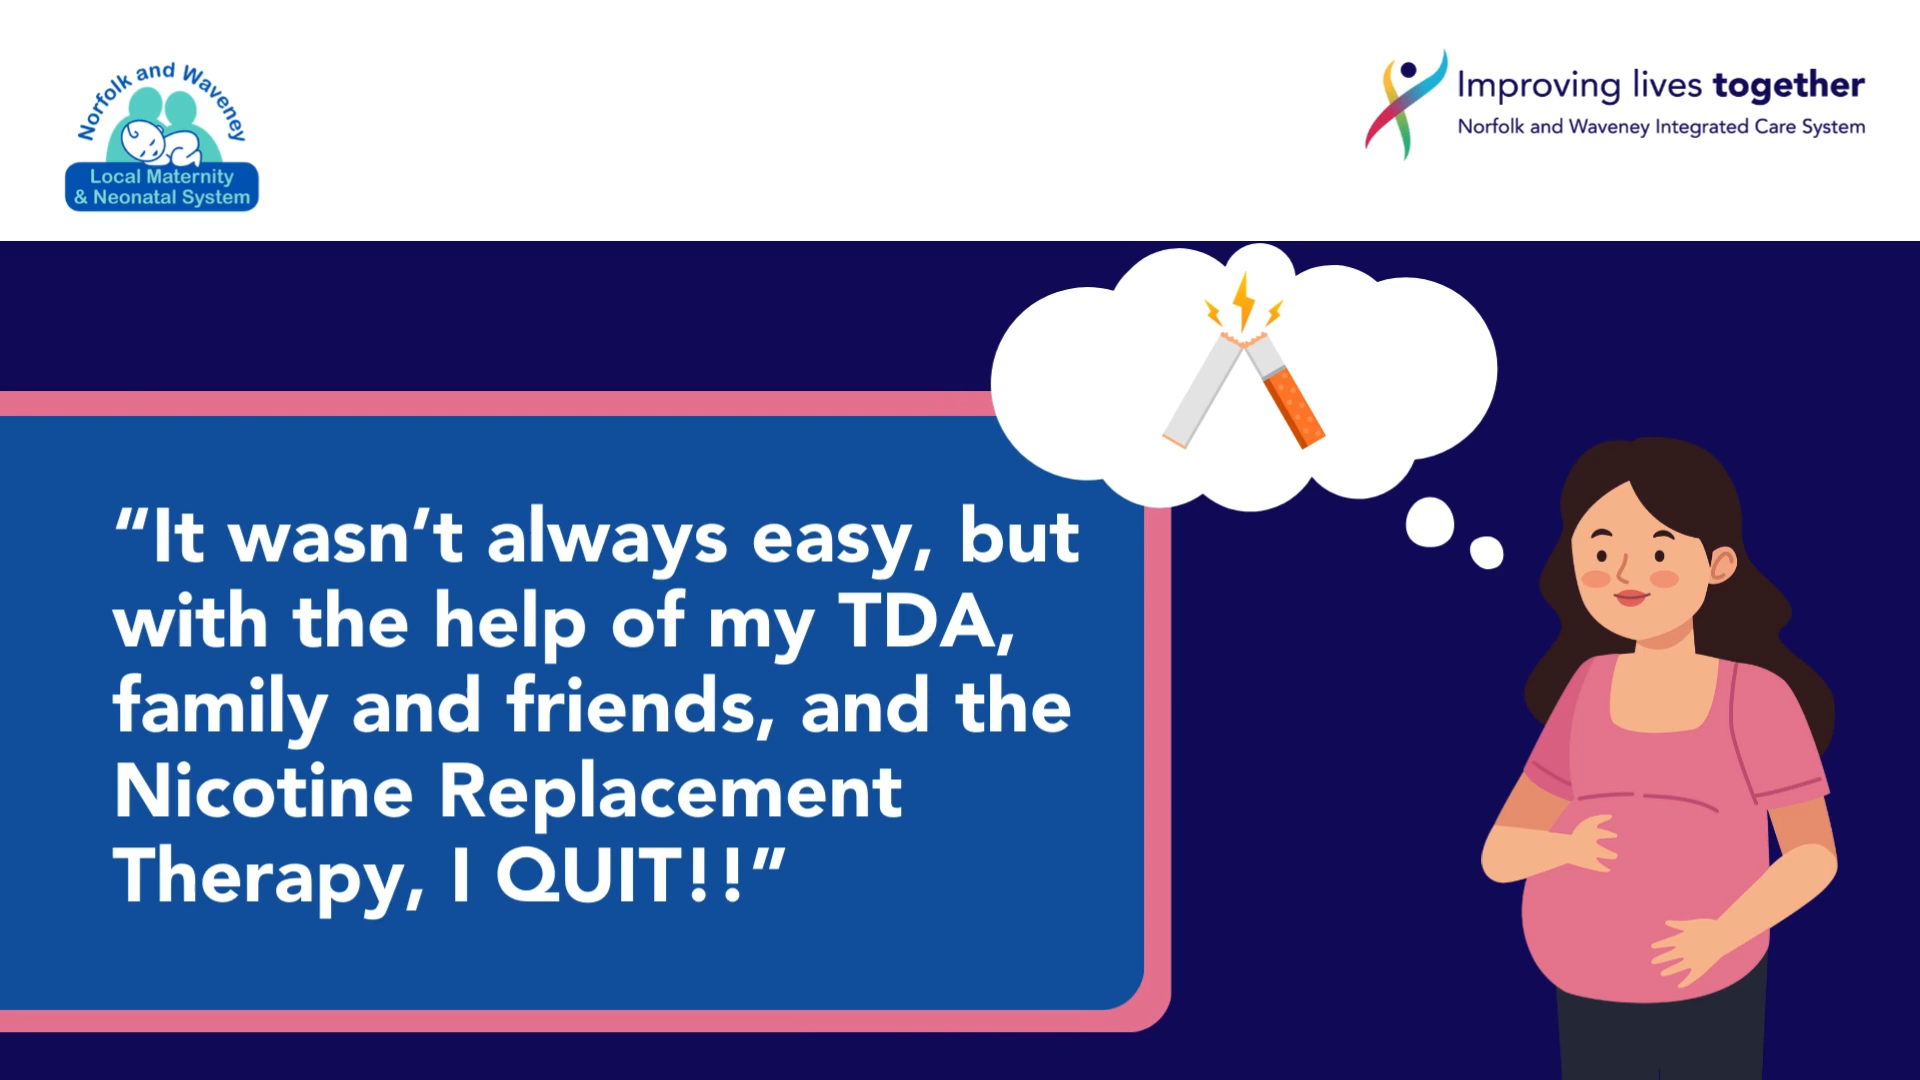 Norfolk and Waveney
Local Maternity
& Neonatal System
Improving lives together
Norfolk and Waveney Integrated Care System
“It wasn’t always easy, but
with the help of my TDA,
family and friends, and the
Nicotine Replacement
Therapy, I QUIT!!”